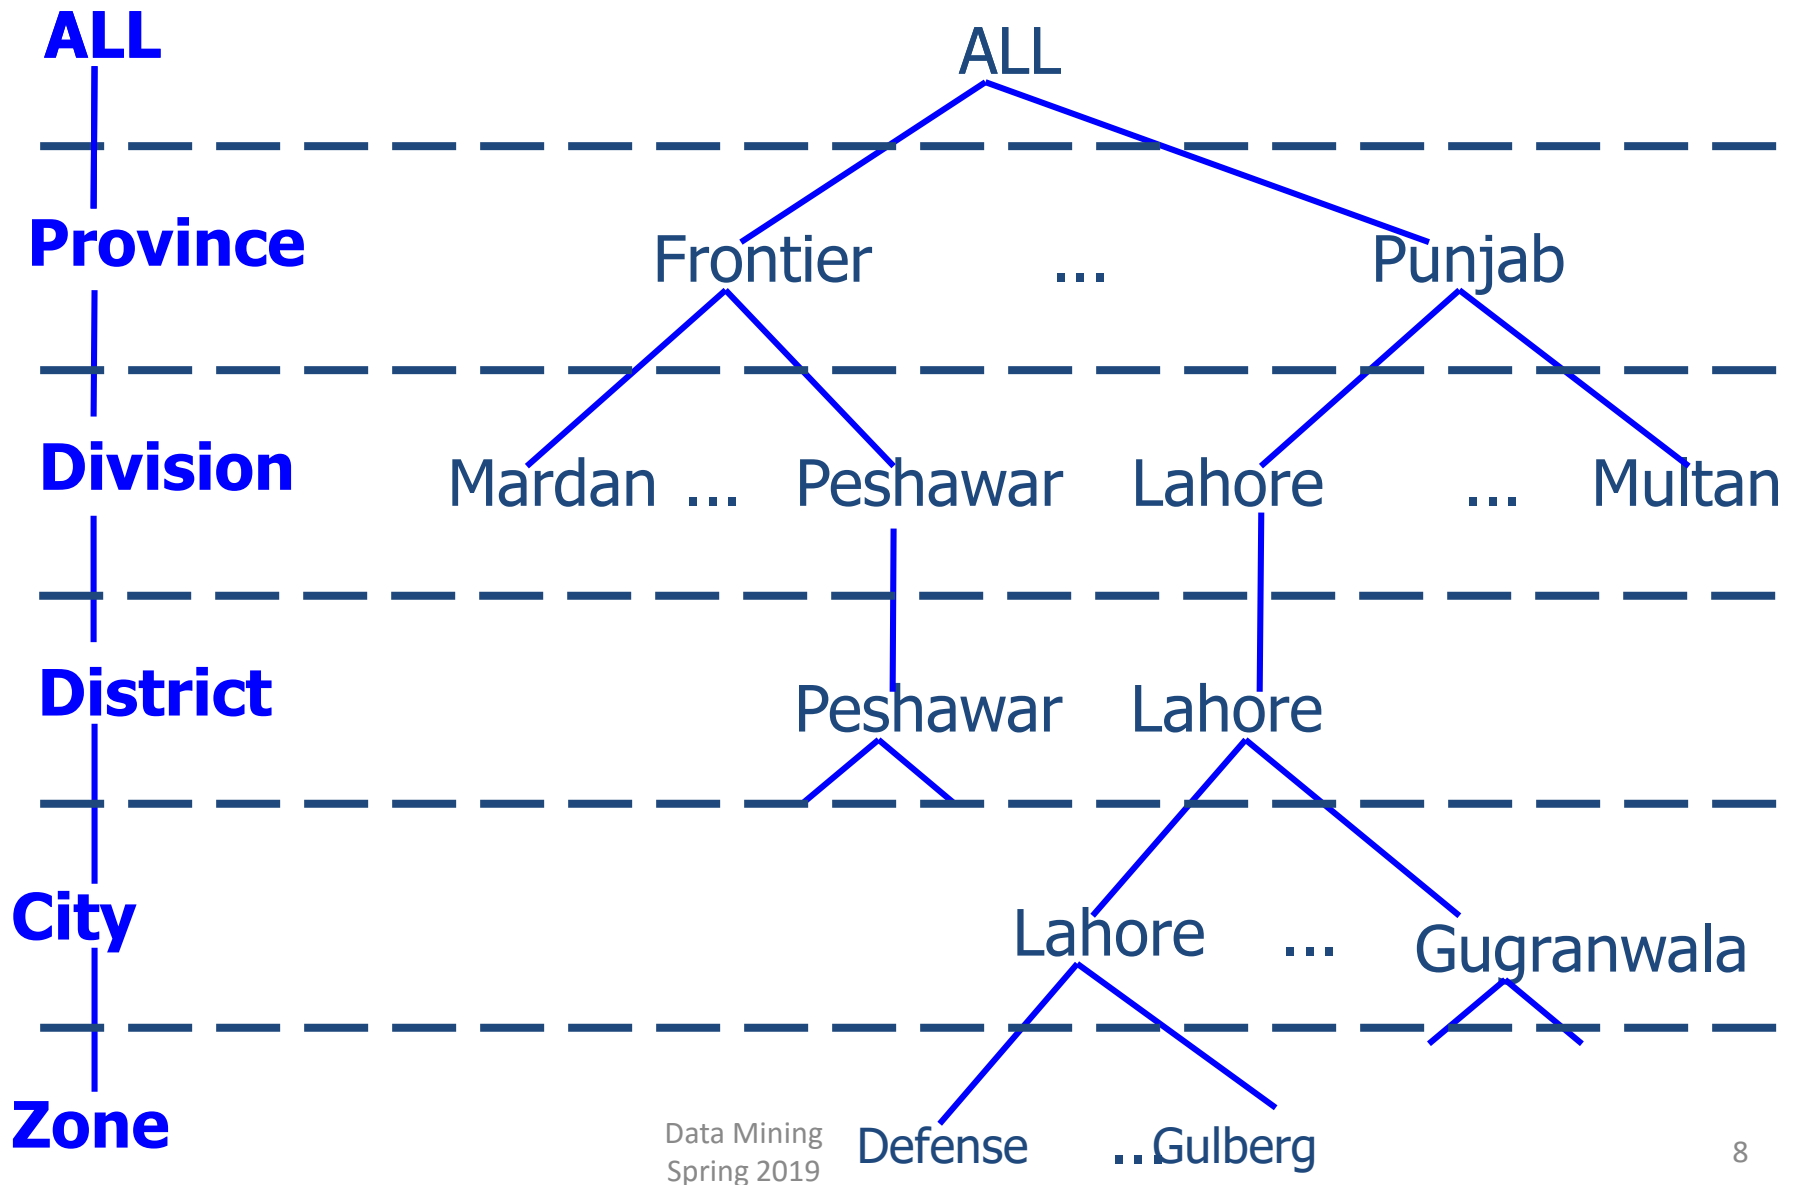 ALL
ALL
Province
Frontier ... Punjab
Division
Mardan ... Peshawar Lahore ... Multan
District
Peshawar Lahore
City
Lahore ... Gugranwala
Zone
Defense ...Gulberg
Data Mining
Spring 2019
8